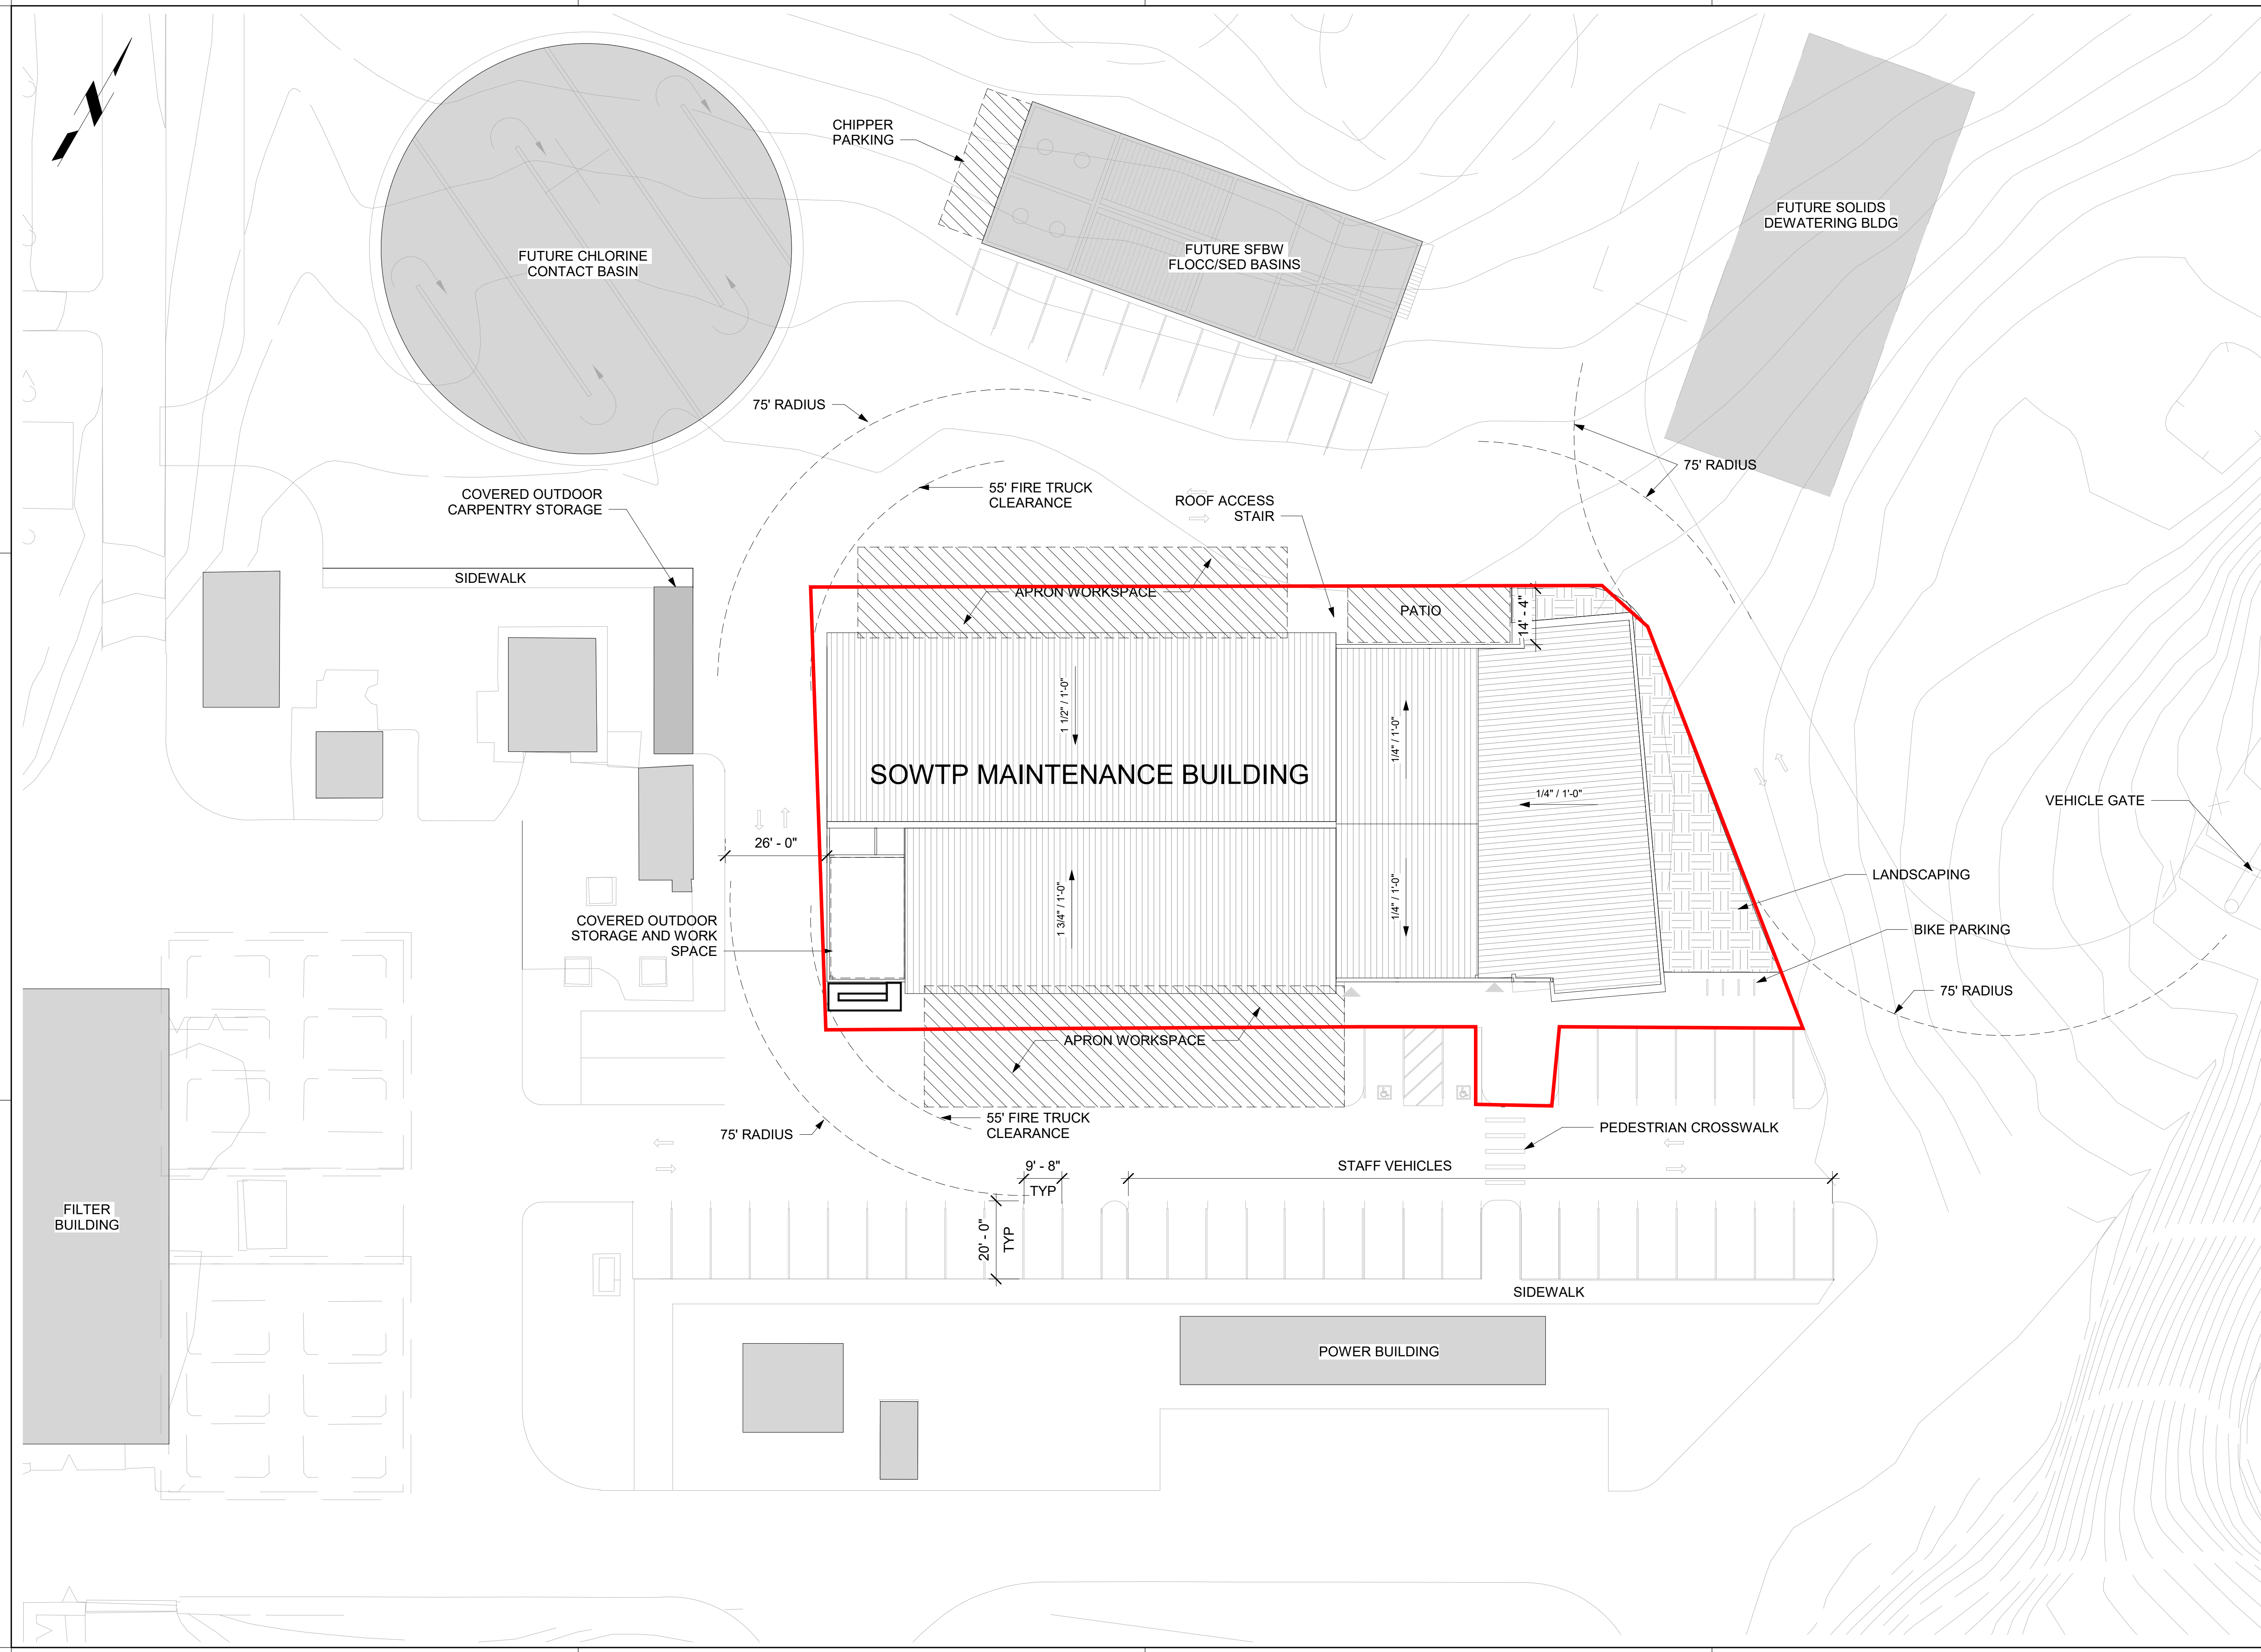 CHIPPER
PARKING
FUTURE SOLIDS
DEWATERING BLDG
FUTURE CHLORINE
CONTACT BASIN
FUTURE SFBW
FLOCC/SED BASINS
75' RADIUS
75' RADIUS
COVERED OUTDOOR
CARPENTRY STORAGE
55' FIRE TRUCK
CLEARANCE
ROOF ACCESS
STAIR
SIDEWALK
APRON WORKSPACE
PATIO
14' - 4"
1 1/2" / 1'-0"
1/4" / 1'-0"
SOWTP MAINTENANCE BUILDING
1/4" / 1'-0"
VEHICLE GATE
26' - 0"
LANDSCAPING
1 3/4" / 1'-0"
1/4" / 1'-0"
COVERED OUTDOOR
STORAGE AND WORK
SPACE
BIKE PARKING
75' RADIUS
APRON WORKSPACE
55' FIRE TRUCK
CLEARANCE
75' RADIUS
PEDESTRIAN CROSSWALK
9' - 8"
TYP
STAFF VEHICLES
20' - 0"
TYP
FILTER
BUILDING
SIDEWALK
POWER BUILDING